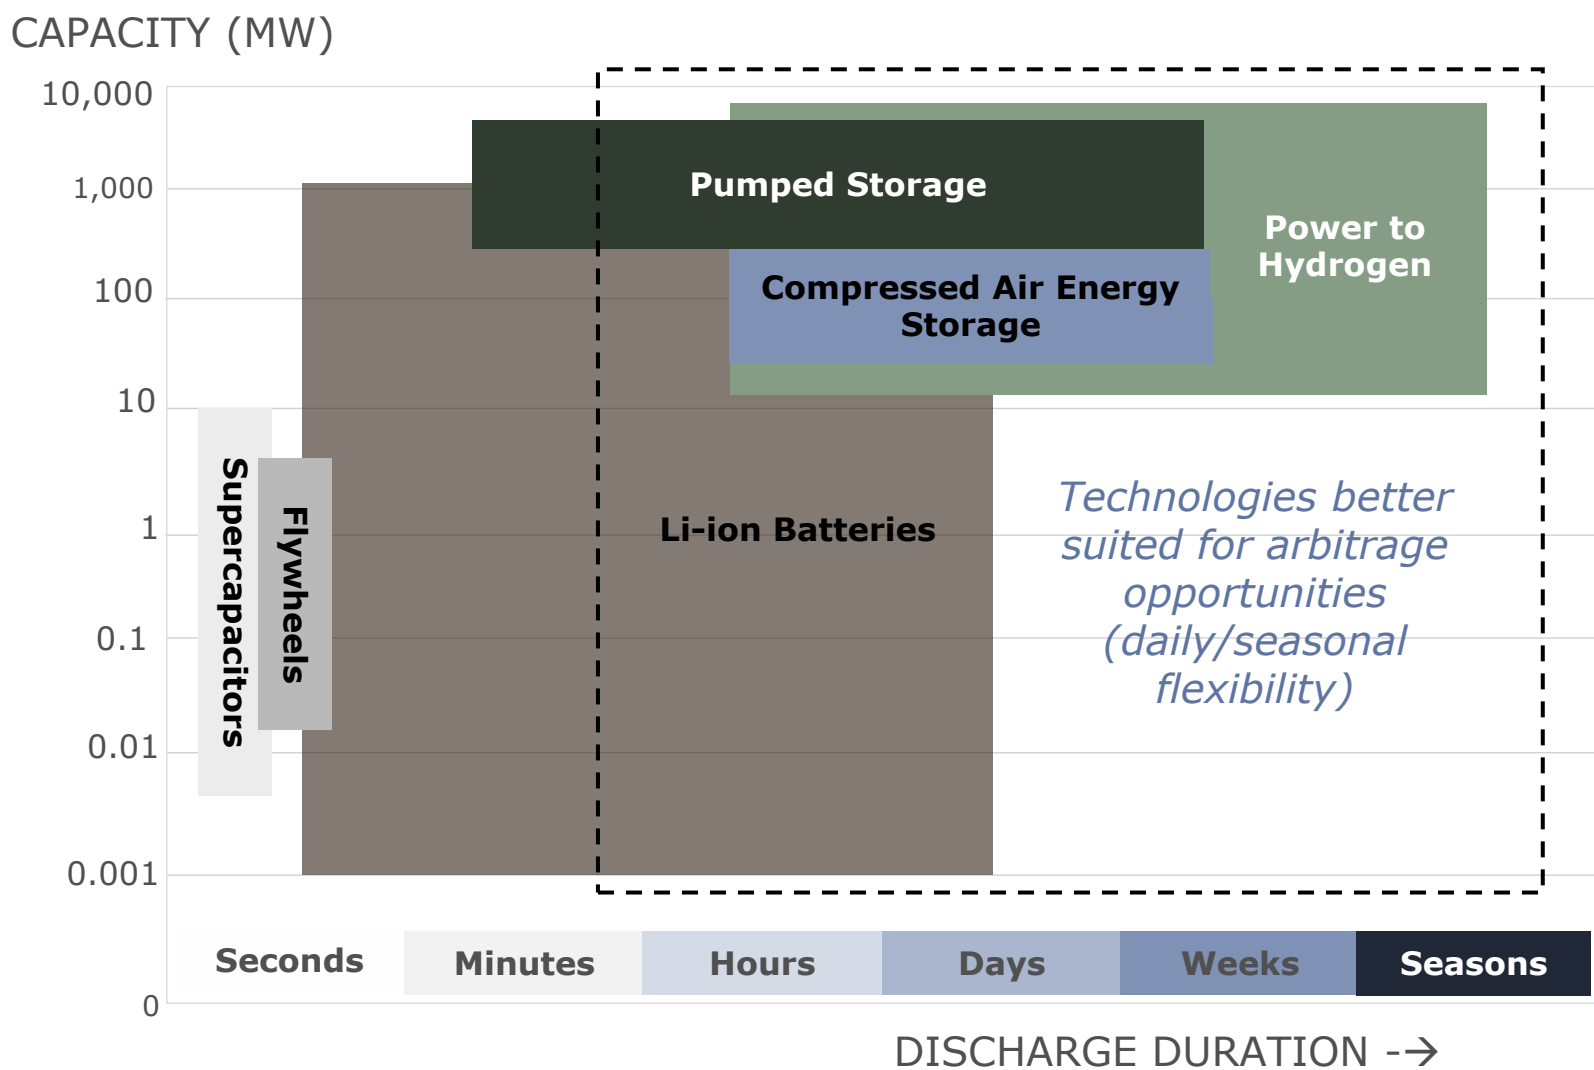 CAPACITY (MW)
10,000
1,000
100
10
1
0.1
0.01
0.001
0
Pumped Storage
Power to
Hydrogen
Compressed Air Energy
Storage
Supercapacitors
Flywheels
Li-ion Batteries
Technologies better
suited for arbitrage
opportunities
(daily/seasonal
flexibility)
Seconds
Minutes
Hours
Days
Weeks
Seasons
DISCHARGE DURATION -→